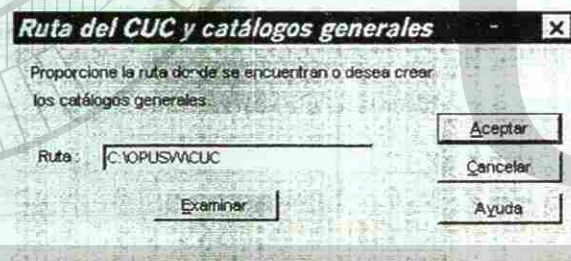 Ruta del CUC y catálogos generales
Proporcione la ruta donde se encuentran o desea crear
los catálogos generales.
Ruta : C:\OPUSW\CUC
Examinar
Aceptar
Cancelar
Ayuda